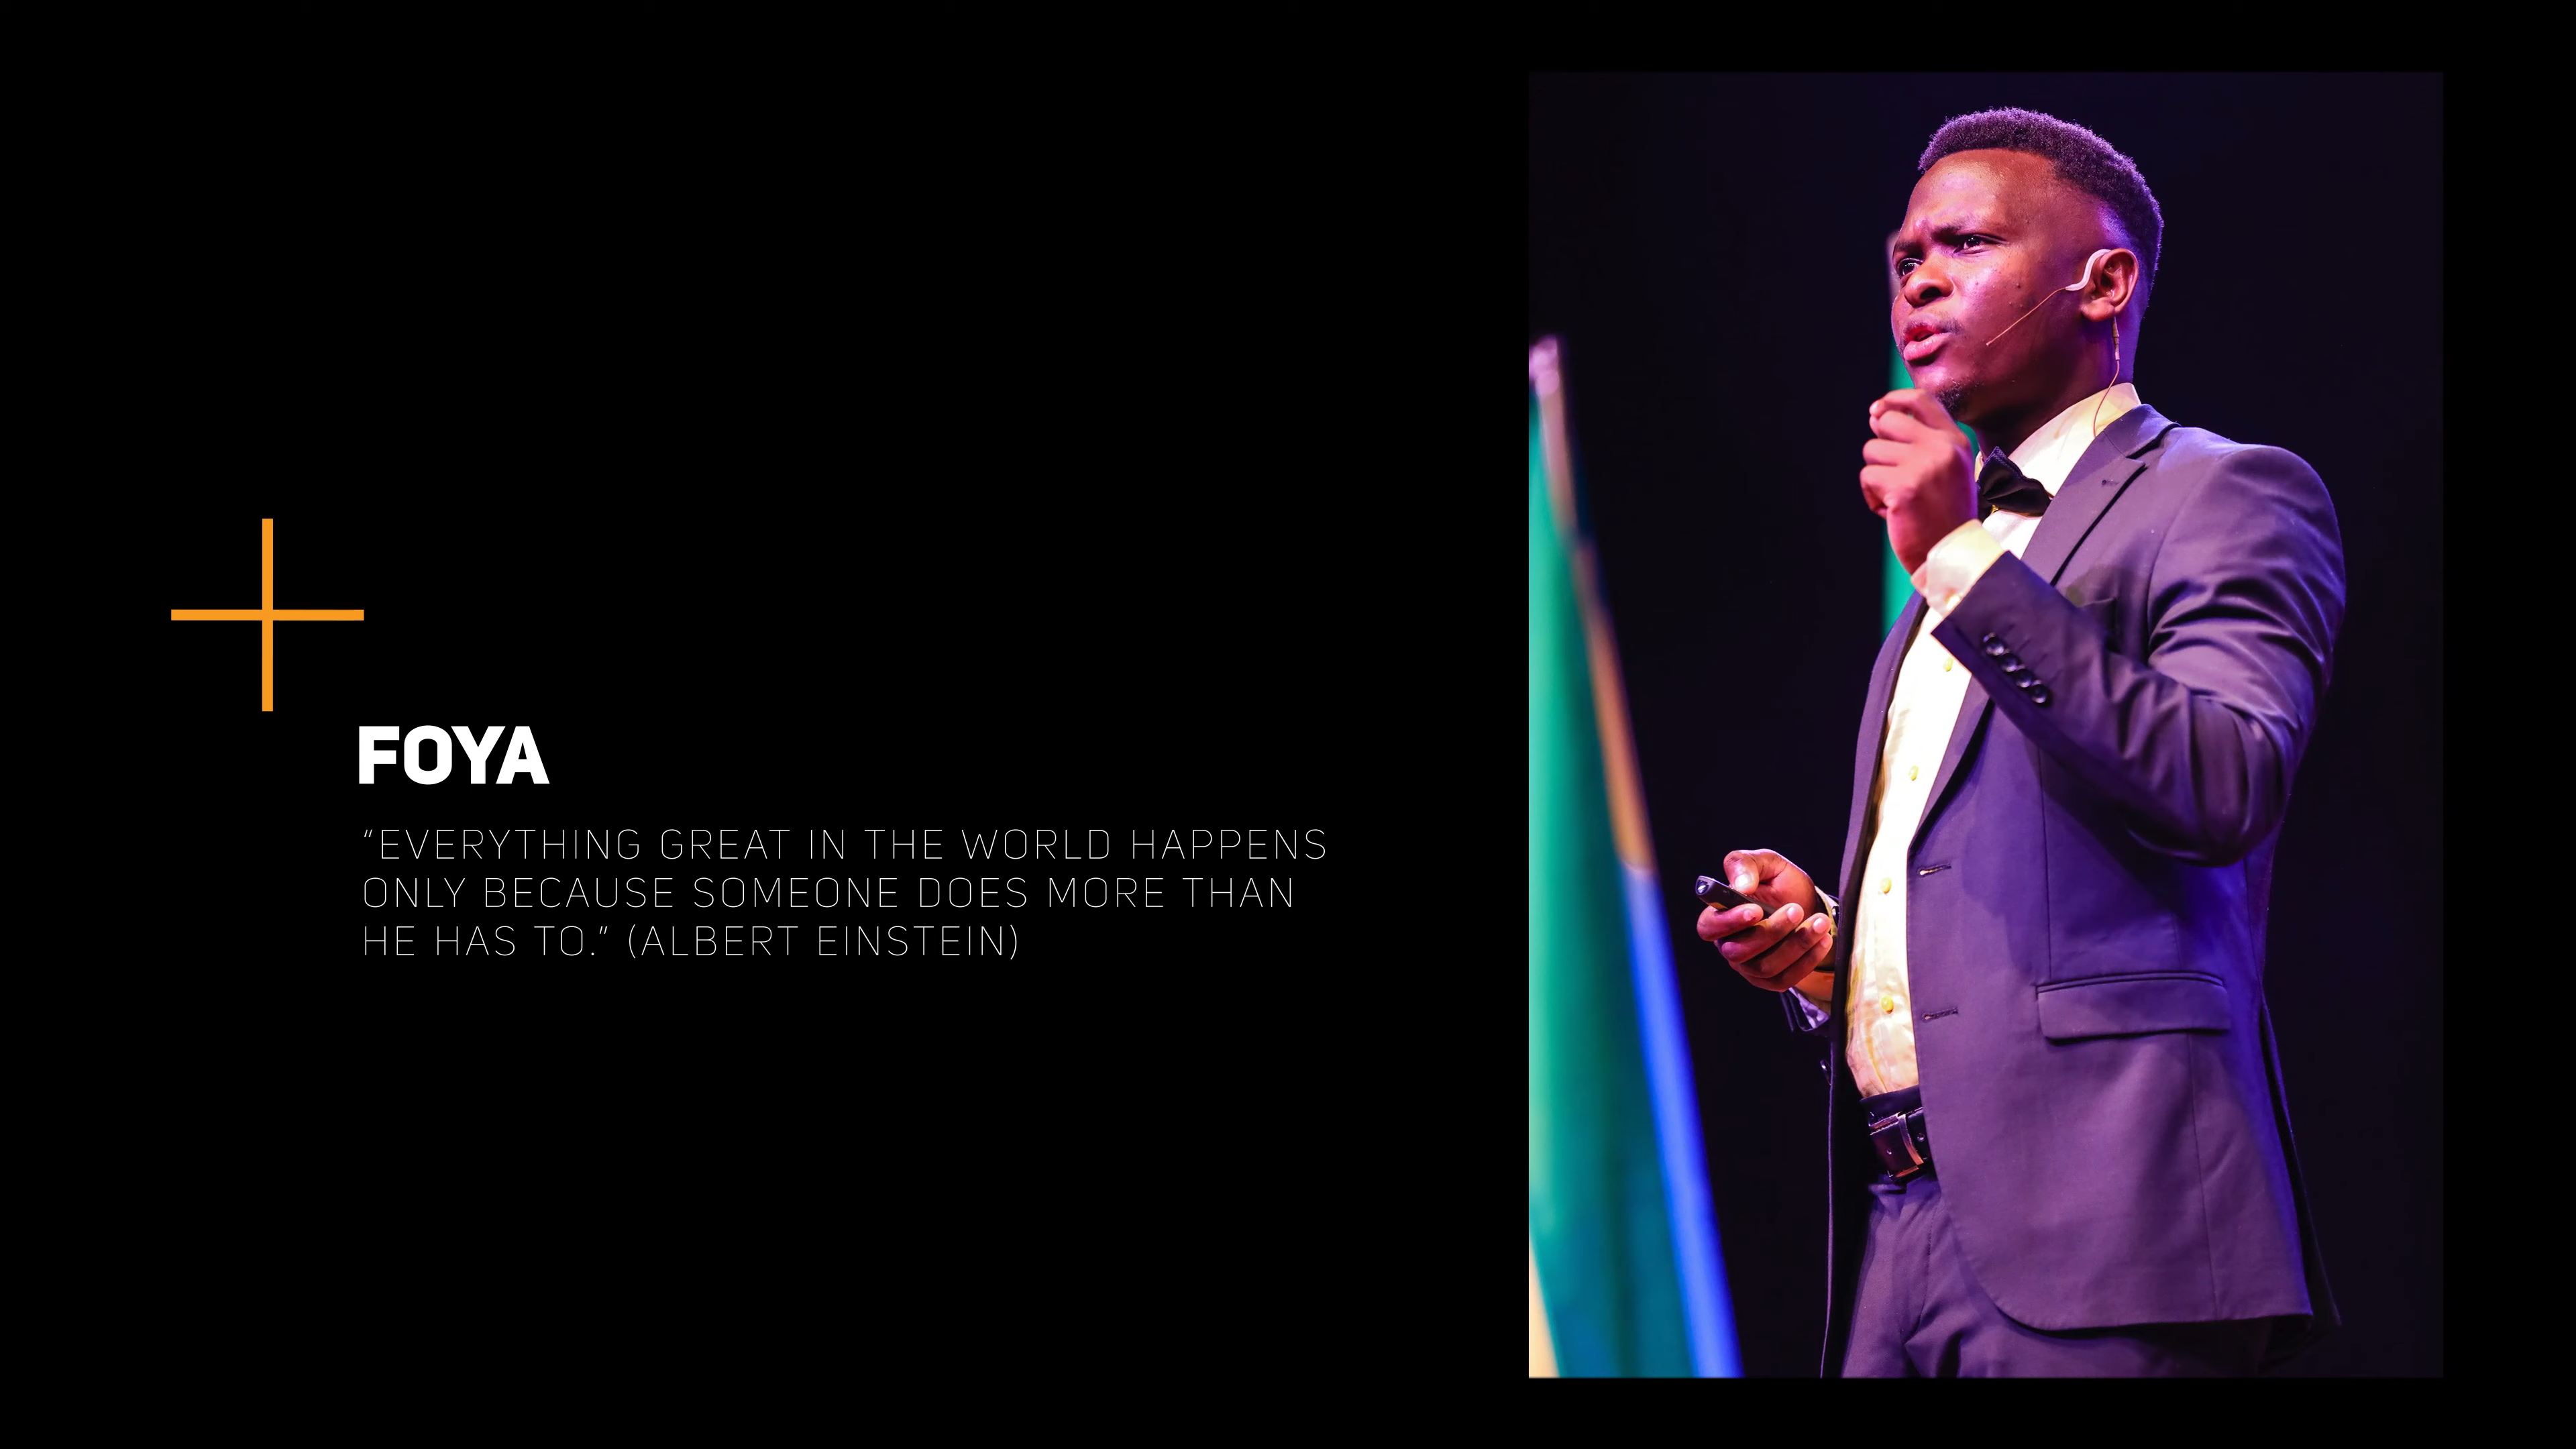 FOYA
“EVERYTHING GREAT IN THE WORLD HAPPENS
ONLY BECAUSE SOMEONE DOES MORE THAN
HE HAS TO.” (ALBERT EINSTEIN)